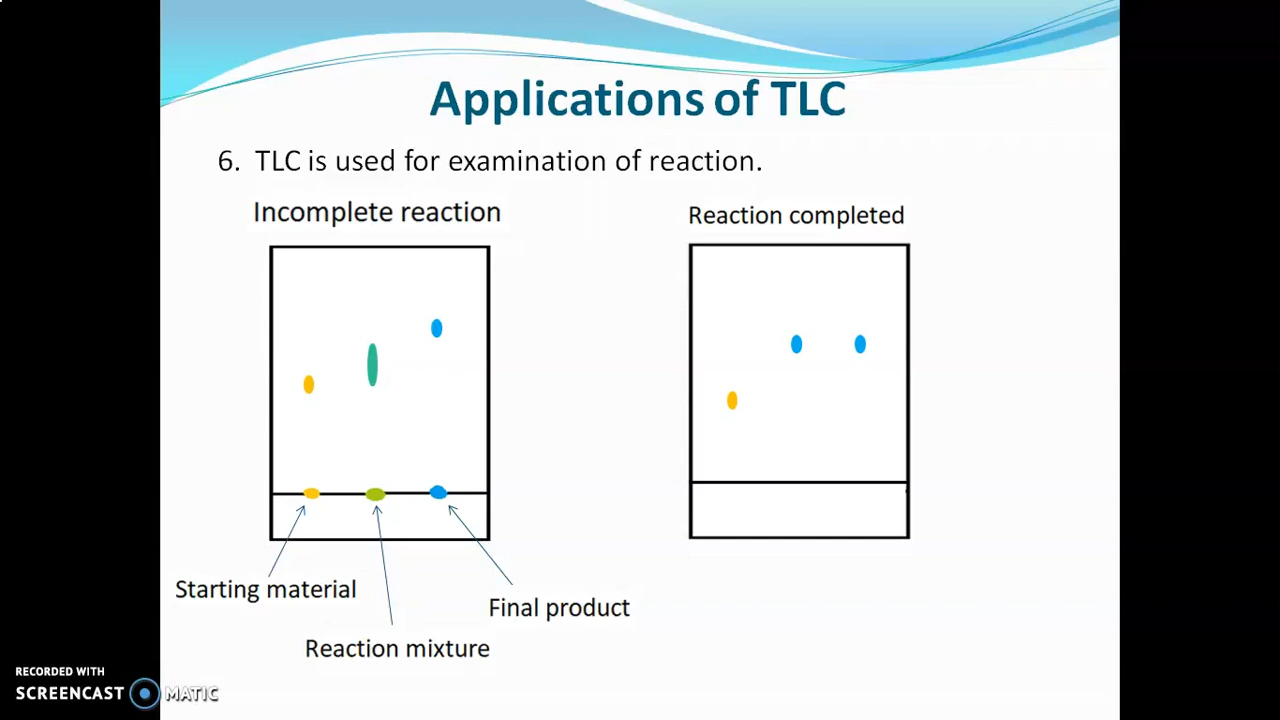 Applications of TLC
6. TLC is used for examination of reaction.
Incomplete reaction
Reaction completed
Starting material
Final product
Reaction mixture
RECORDED WITH
SCREENCAST MATIC